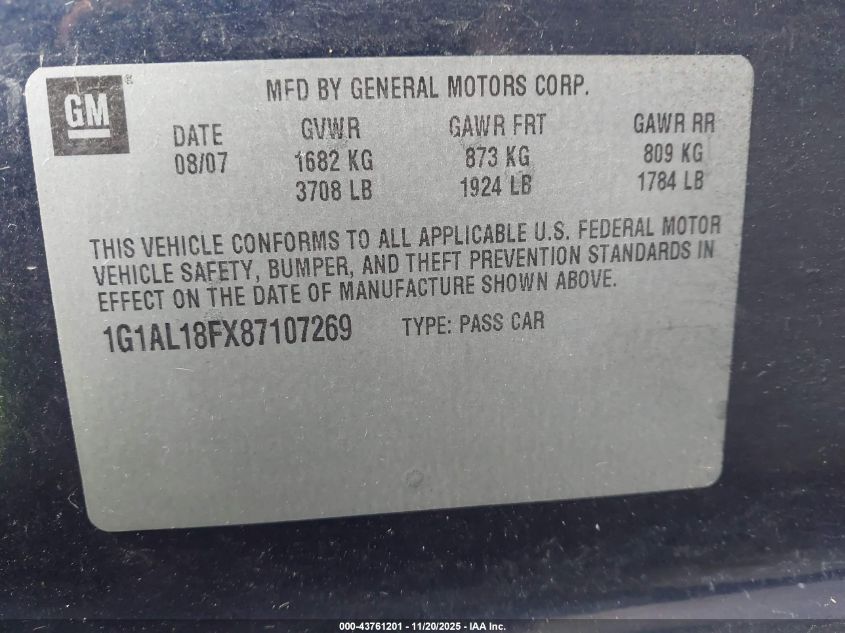 GM®
MFD BY GENERAL MOTORS CORP.
DATE GVWR GAWR FRT GAWR RR
08/07 1682 KG 873 KG 809 KG
3708 LB 1924 LB 1784 LB
THIS VEHICLE CONFORMS TO ALL APPLICABLE U.S. FEDERAL MOTOR
VEHICLE SAFETY, BUMPER, AND THEFT PREVENTION STANDARDS IN
EFFECT ON THE DATE OF MANUFACTURE SHOWN ABOVE.
1G1AL18FX87107269 TYPE: PASS CAR
000-43761201 - 11/20/2025 - IAA Inc.